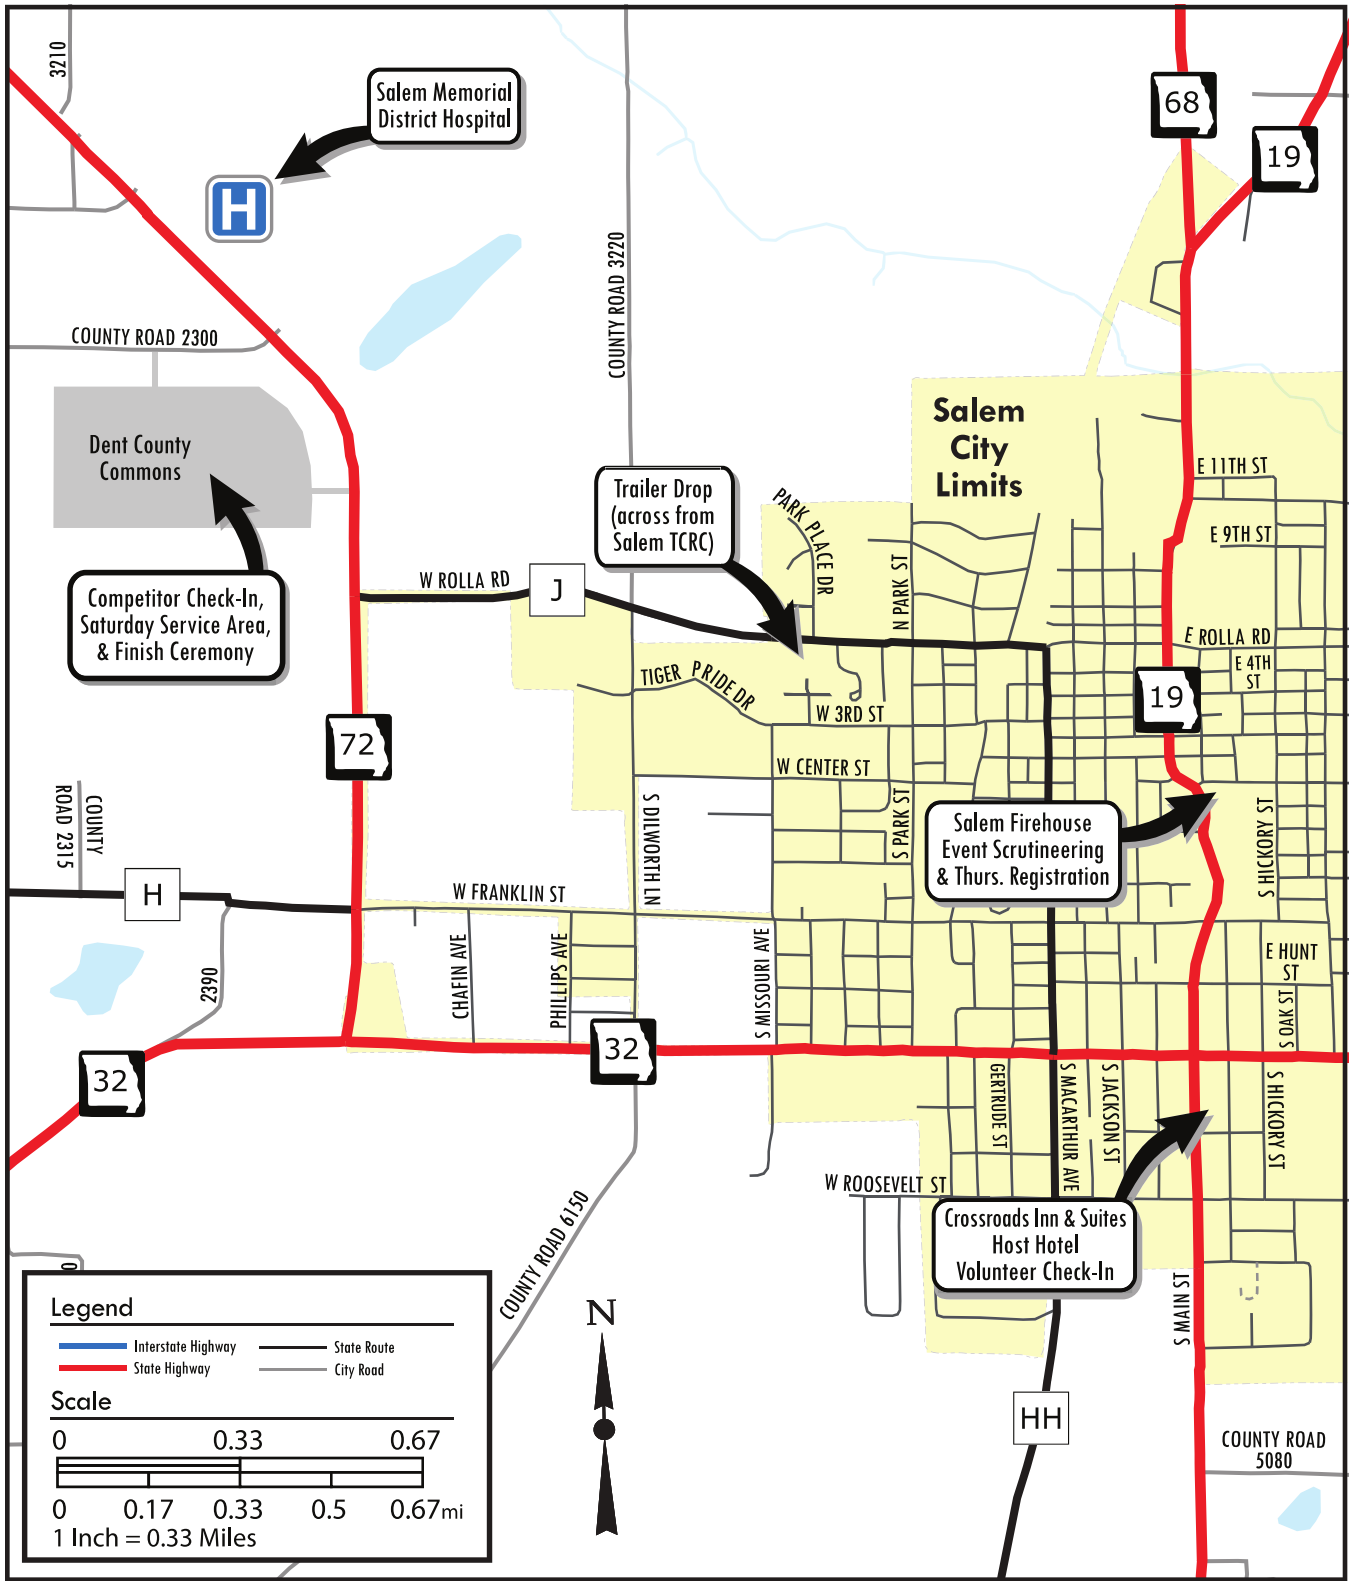 3210
Salem Memorial
District Hospital
H
68
19
COUNTY ROAD 3220
COUNTY ROAD 2300
Dent County
Commons
Salem
City
Limits
Trailer Drop
(across from
Salem TCRC)
PARK PLACE DR
N PARK ST
E 11TH ST
E 9TH ST
W ROLLA RD
J
Competitor Check-In,
Saturday Service Area,
& Finish Ceremony
E ROLLA RD
E 4TH
ST
TIGER PRIDE DR
W 3RD ST
19
72
W CENTER ST
COUNTY
ROAD 2315
S DILWORTH LN
S PARK ST
Salem Firehouse
Event Scrutineering
& Thurs. Registration
S HICKORY ST
H
W FRANKLIN ST
2390
CHAFIN AVE
PHILLIPS AVE
S MISSOURI AVE
E HUNT
ST
S OAK ST
32
32
GERTRUDE ST
S MACARTHUR AVE
S JACKSON ST
S HICKORY ST
W ROOSEVELT ST
Crossroads Inn & Suites
Host Hotel
Volunteer Check-In
COUNTY ROAD 6150
S MAIN ST
N
HH
COUNTY ROAD
5080
Legend
Interstate Highway
State Route
State Highway
City Road
Scale
0 0.33 0.67
0 0.17 0.33 0.5 0.67mi
1 Inch = 0.33 Miles